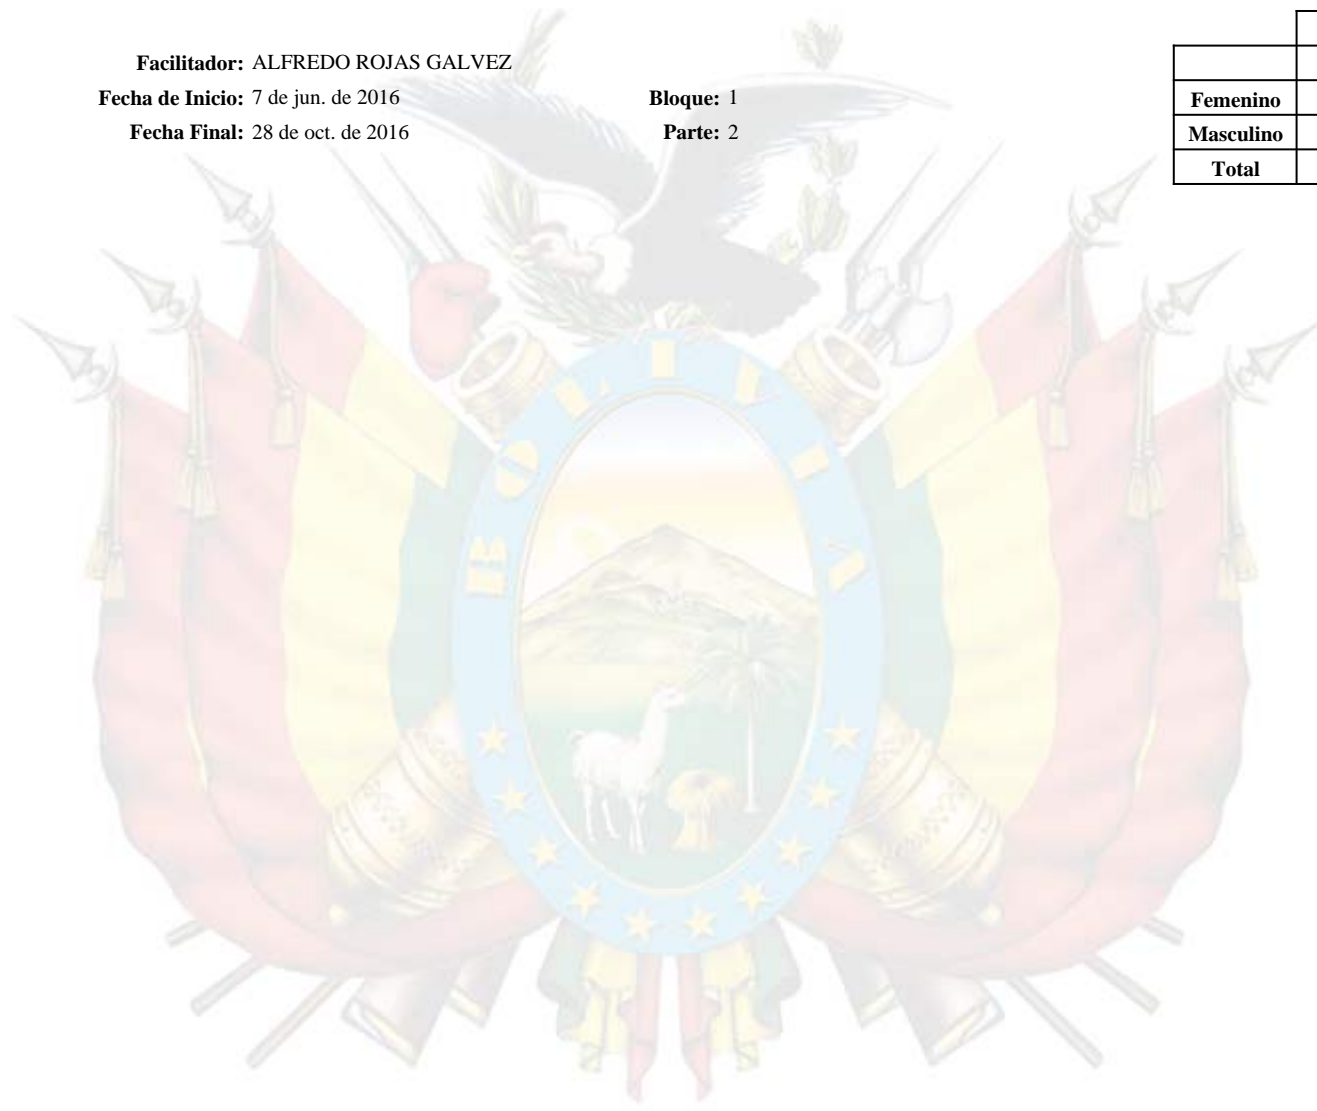 Facilitador: ALFREDO ROJAS GALVEZ
Fecha de Inicio: 7 de jun. de 2016 Bloque: 1
Fecha Final: 28 de oct. de 2016 Parte: 2
Femenino
Masculino
Total
BOLIVIA